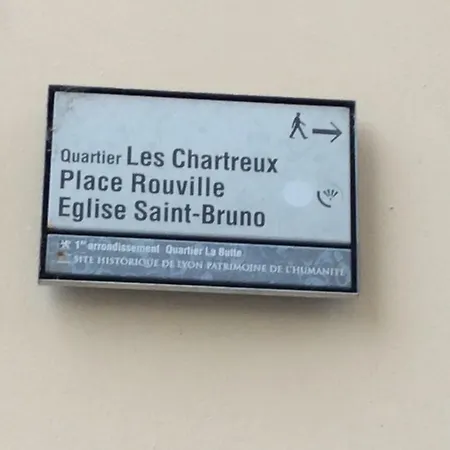 Quartier Les Chartreux
Place Rouville
Eglise Saint-Bruno
1er arrondissement Quartier La Butte
SITE HISTORIQUE DE LYON PATRIMOINE DE L'HUMANITÉ